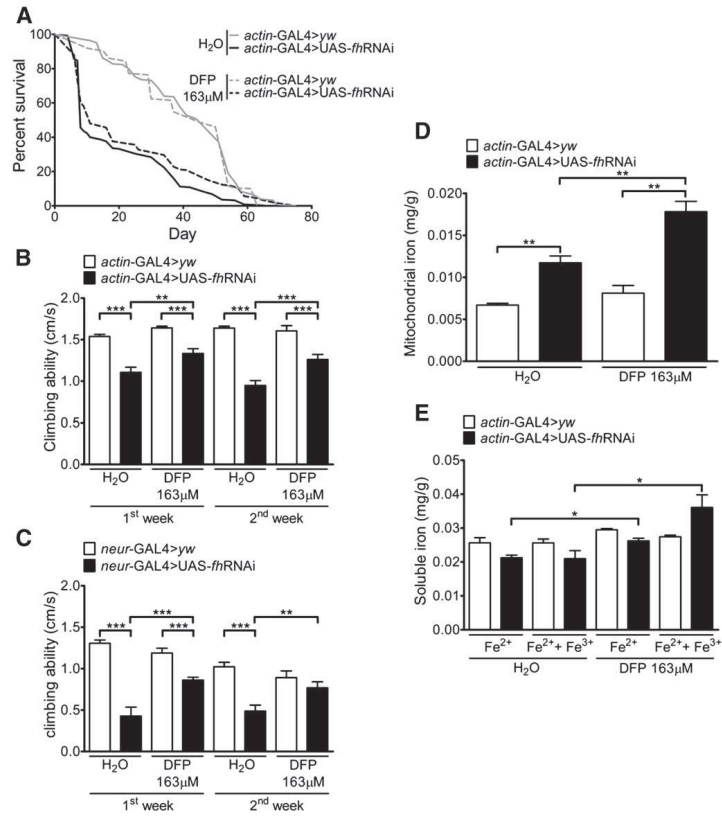 A
H2O
actin-GAL4>yw
actin-GAL4>UAS-fhRNAi
DFP
163μM
actin-GAL4>yw
actin-GAL4>UAS-fhRNAi
Percent survival
100
80
60
40
20
0
0 20 40 60 80
Day
B
actin-GAL4>yw
actin-GAL4>UAS-fhRNAi
Climbing ability (cm/s)
2.0
1.5
1.0
0.5
0.0
** ***
*** *** *** ***
H2O DFP H2O DFP
163μM 163μM
1st week 2nd week
C
neur-GAL4>yw
neur-GAL4>UAS-fhRNAi
climbing ability (cm/s)
2.0
1.5
1.0
0.5
0.0
*** **
*** *** ***
H2O DFP H2O DFP
163μM 163μM
1st week 2nd week
D
actin-GAL4>yw
actin-GAL4>UAS-fhRNAi
Mitochondrial iron (mg/g)
0.020
0.015
0.010
0.005
0.000
**
**
**
H2O DFP 163μM
E
actin-GAL4>yw
actin-GAL4>UAS-fhRNAi
Soluble iron (mg/g)
0.05
0.04
0.03
0.02
0.01
0.00
*
*
Fe2+ Fe2++ Fe3+ Fe2+ Fe2++ Fe3+
H2O DFP 163μM